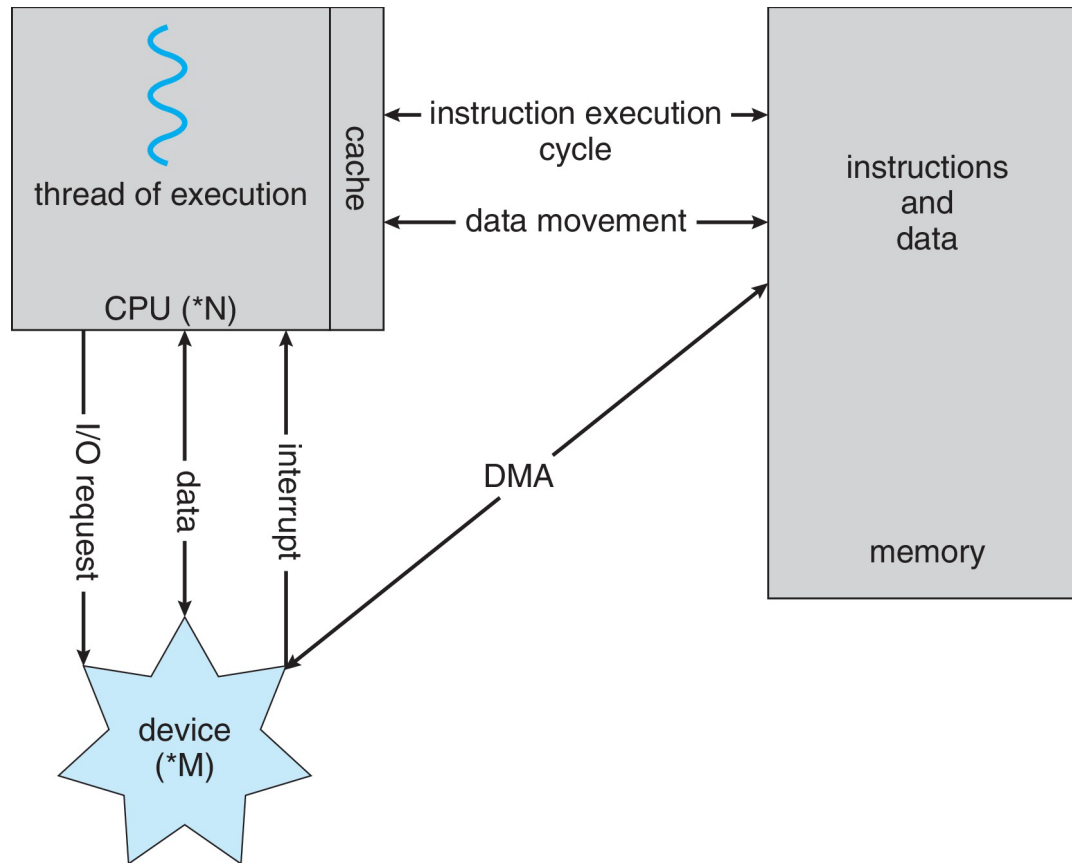 thread of execution
CPU (*N)
cache
instruction execution
cycle
data movement
instructions
and
data
memory
I/O request
data
interrupt
DMA
device
(*M)